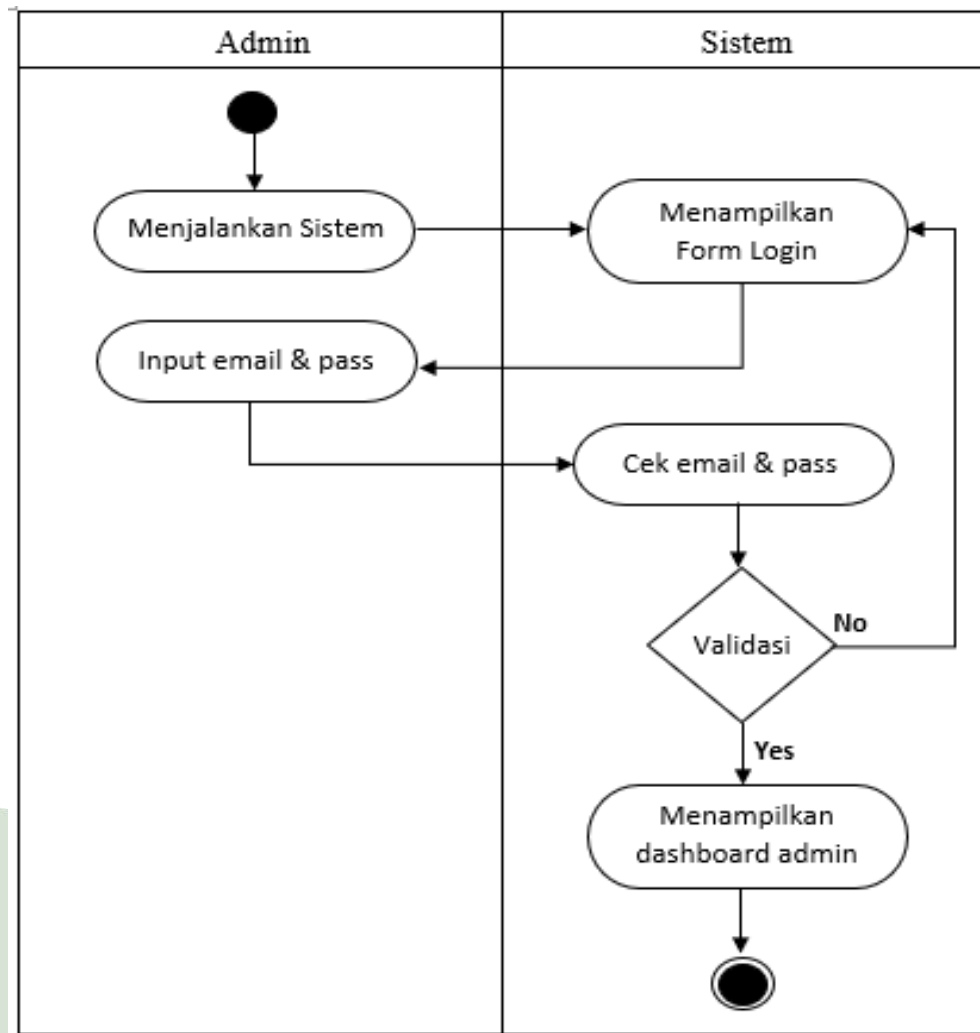 Admin
Sistem
Menjalankan Sistem
Menampilkan
Form Login
Input email & pass
Cek email & pass
Validasi
No
Yes
Menampilkan
dashboard admin